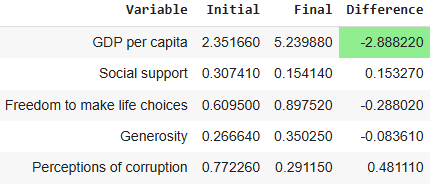 Variable Initial Final Difference
GDP per capita 2.351660 5.239880 -2.888220
Social support 0.307410 0.154140 0.153270
Freedom to make life choices 0.609500 0.897520 -0.288020
Generosity 0.266640 0.350250 -0.083610
Perceptions of corruption 0.772260 0.291150 0.481110